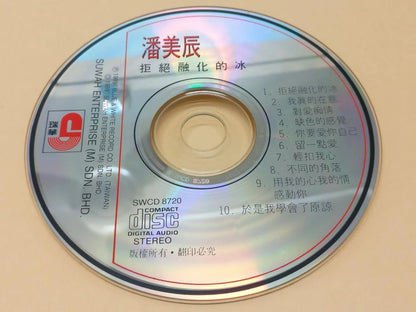 潘美辰
拒絕融化的冰
1. 拒絕融化的冰
2. 我真的在意
3. 對愛痴情
4. 缺色的感覺
5. 你要愛你自己
6. 留一點愛
7. 輕扣我心
8. 不同的角落
9. 用我的心我的情
感動你
10. 於是我學會了原諒
SUWAH ENTERPRISE (M) SDN. BHD.
SWCD 8720
COMPACT
disc
DIGITAL AUDIO
STEREO
版權所有・翻印必究